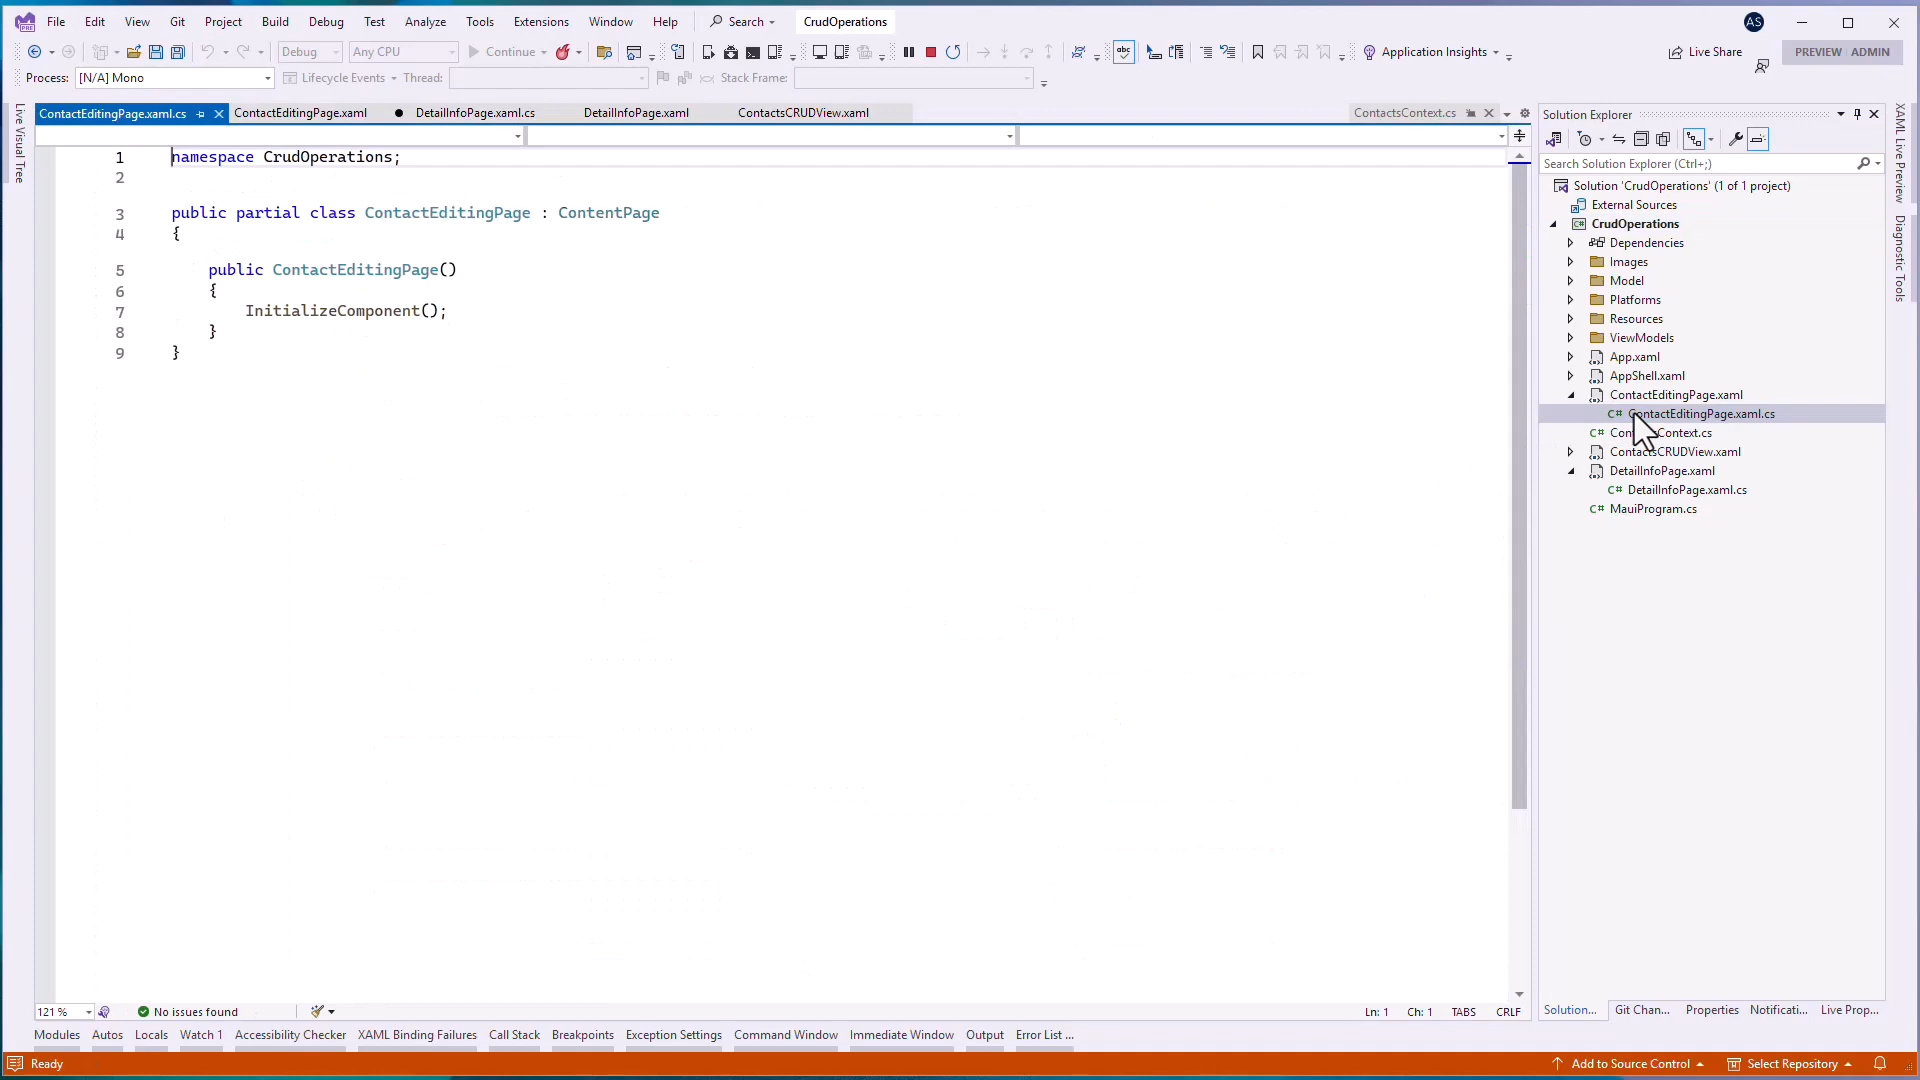 File Edit View Git Project Build Debug Test Analyze Tools Extensions Window Help Search CrudOperations AS
Debug Any CPU Continue abc Application Insights Live Share PREVIEW ADMIN
Process: [N/A] Mono Lifecycle Events Thread: Stack Frame:
ContactEditingPage.xaml.cs ContactEditingPage.xaml DetailInfoPage.xaml.cs DetailInfoPage.xaml ContactsCRUDView.xaml ContactsContext.cs
Live Visual Tree
1 namespace CrudOperations;
2
3 public partial class ContactEditingPage : ContentPage
4 {
5 public ContactEditingPage()
6 {
7 InitializeComponent();
8 }
9 }
Solution Explorer
Search Solution Explorer (Ctrl+;)
Solution 'CrudOperations' (1 of 1 project)
External Sources
C# CrudOperations
Dependencies
Images
Model
Platforms
Resources
ViewModels
App.xaml
AppShell.xaml
ContactEditingPage.xaml
C# ContactEditingPage.xaml.cs
C# Context.cs
ContactsCRUDView.xaml
DetailInfoPage.xaml
C# DetailInfoPage.xaml.cs
C# MauiProgram.cs
XAML Live Preview
Diagnostic Tools
121 % No issues found Ln: 1 Ch: 1 TABS CRLF
Solution... Git Chan... Properties Notificati... Live Prop...
Modules Autos Locals Watch 1 Accessibility Checker XAML Binding Failures Call Stack Breakpoints Exception Settings Command Window Immediate Window Output Error List ...
Ready Add to Source Control Select Repository